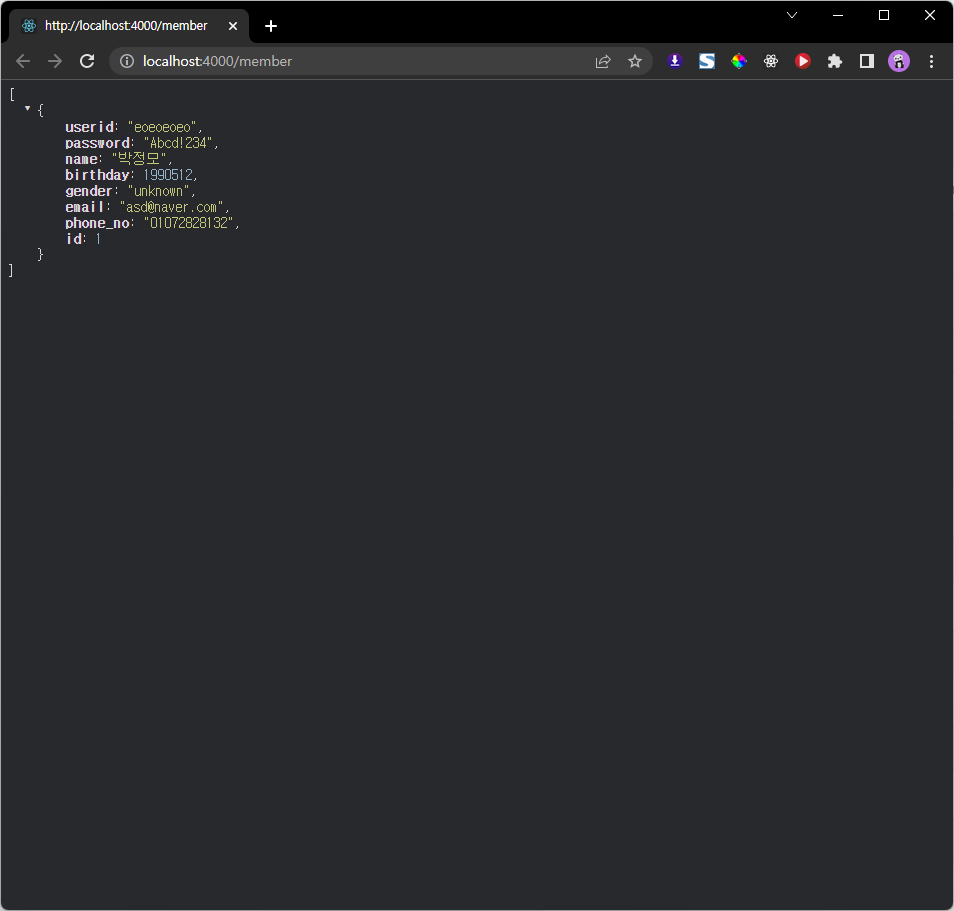 http://localhost:4000/member
localhost:4000/member
[
{
userid: "eoeoeoeo",
password: "Abcd!234",
name: "박정모",
birthday: 1990512,
gender: "unknown",
email: "asd@naver.com",
phone_no: "01072828132",
id: 1
}
]